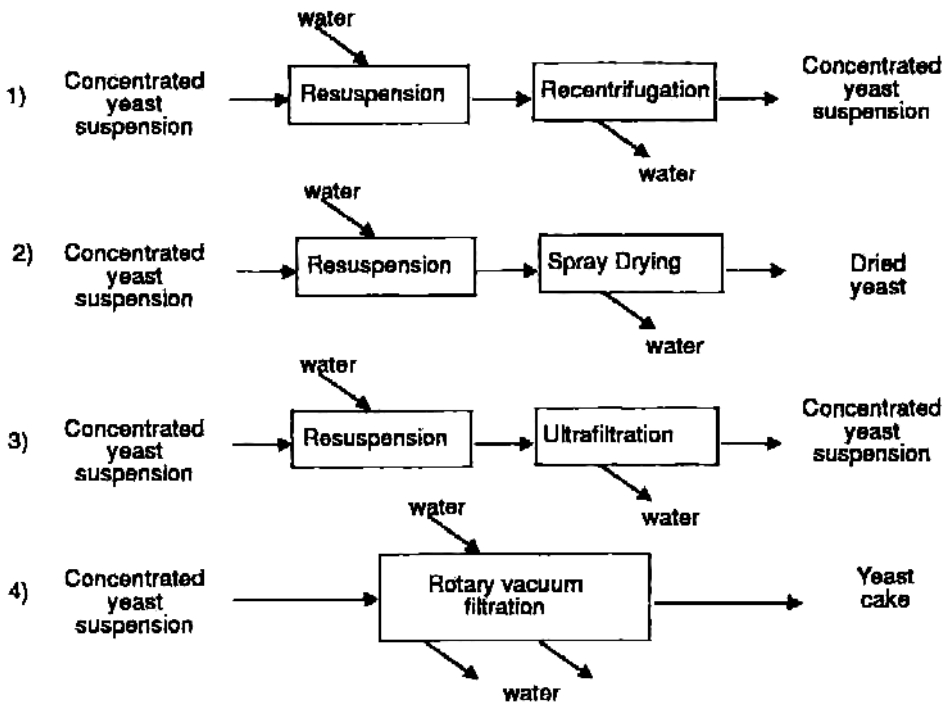 water
1) Concentrated yeast suspension
Resuspension
Recentrifugation
Concentrated yeast suspension
water
water
2) Concentrated yeast suspension
Resuspension
Spray Drying
Dried yeast
water
water
3) Concentrated yeast suspension
Resuspension
Ultrafiltration
Concentrated yeast suspension
water
water
4) Concentrated yeast suspension
Rotary vacuum filtration
Yeast cake
water